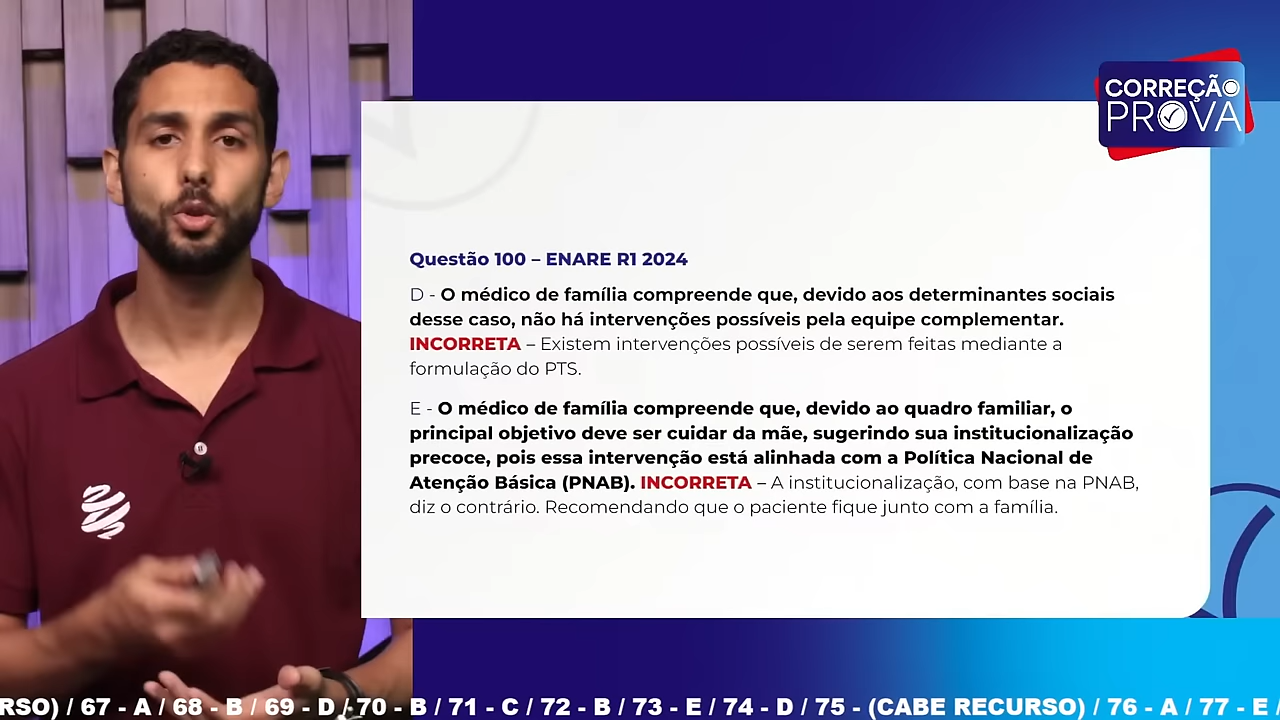 CORREÇÃO
PROVA
Questão 100 – ENARE R1 2024
D - O médico de família compreende que, devido aos determinantes sociais
desse caso, não há intervenções possíveis pela equipe complementar.
INCORRETA – Existem intervenções possíveis de serem feitas mediante a
formulação do PTS.
E - O médico de família compreende que, devido ao quadro familiar, o
principal objetivo deve ser cuidar da mãe, sugerindo sua institucionalização
precoce, pois essa intervenção está alinhada com a Política Nacional de
Atenção Básica (PNAB). INCORRETA – A institucionalização, com base na PNAB,
diz o contrário. Recomendando que o paciente fique junto com a família.
RSO) / 67 - A / 68 - B / 69 - D / 70 - B / 71 - C / 72 - B / 73 - E / 74 - D / 75 - (CABE RECURSO) / 76 - A / 77 - E /